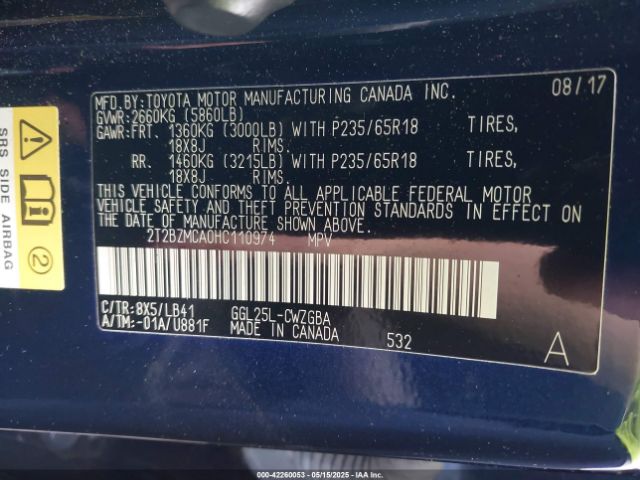 MFD.BY:TOYOTA MOTOR MANUFACTURING CANADA INC. 08/17
GVWR:2660KG (5860LB)
GAWR:FRT. 1360KG (3000LB) WITH P235/65R18 TIRES,
18X8J RIMS.
RR. 1460KG (3215LB) WITH P235/65R18 TIRES,
18X8J RIMS.
THIS VEHICLE CONFORMS TO ALL APPLICABLE FEDERAL MOTOR
VEHICLE SAFETY AND THEFT PREVENTION STANDARDS IN EFFECT ON
THE DATE OF MANUFACTURE SHOWN ABOVE.
2T2BZMCA0HC110974 MPV
C/TR:8X5/LB41 GGL25L-CWZGBA
A/TM:-01A/U881F MADE IN CANADA 532 A
SRS SIDE AIRBAG
2
000-42260053 - 05/15/2025 - IAA Inc.